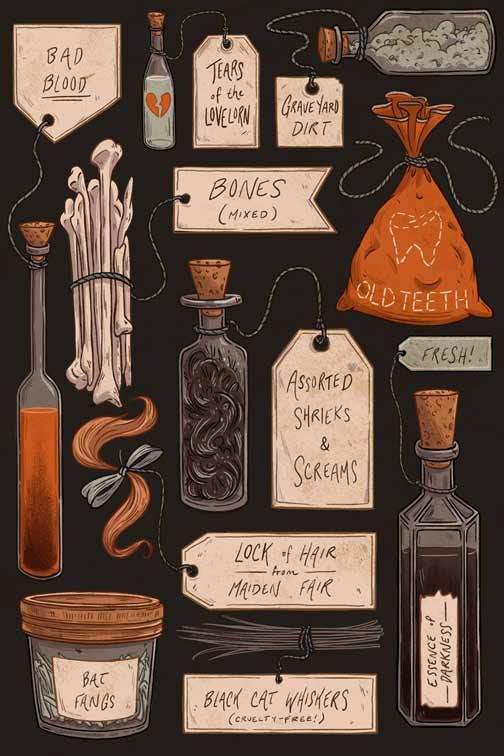 BAD
BLOOD
TEARS
of the
LOVELORN
GRAVEYARD
DIRT
BONES
(MIXED)
OLD TEETH
FRESH!
ASSORTED
SHRIEKS
&
SCREAMS
LOCK of HAIR
from
MAIDEN FAIR
ESSENCE OF
DARKNESS
BAT
FANGS
BLACK CAT WHISKERS
(CRUELTY-FREE!)